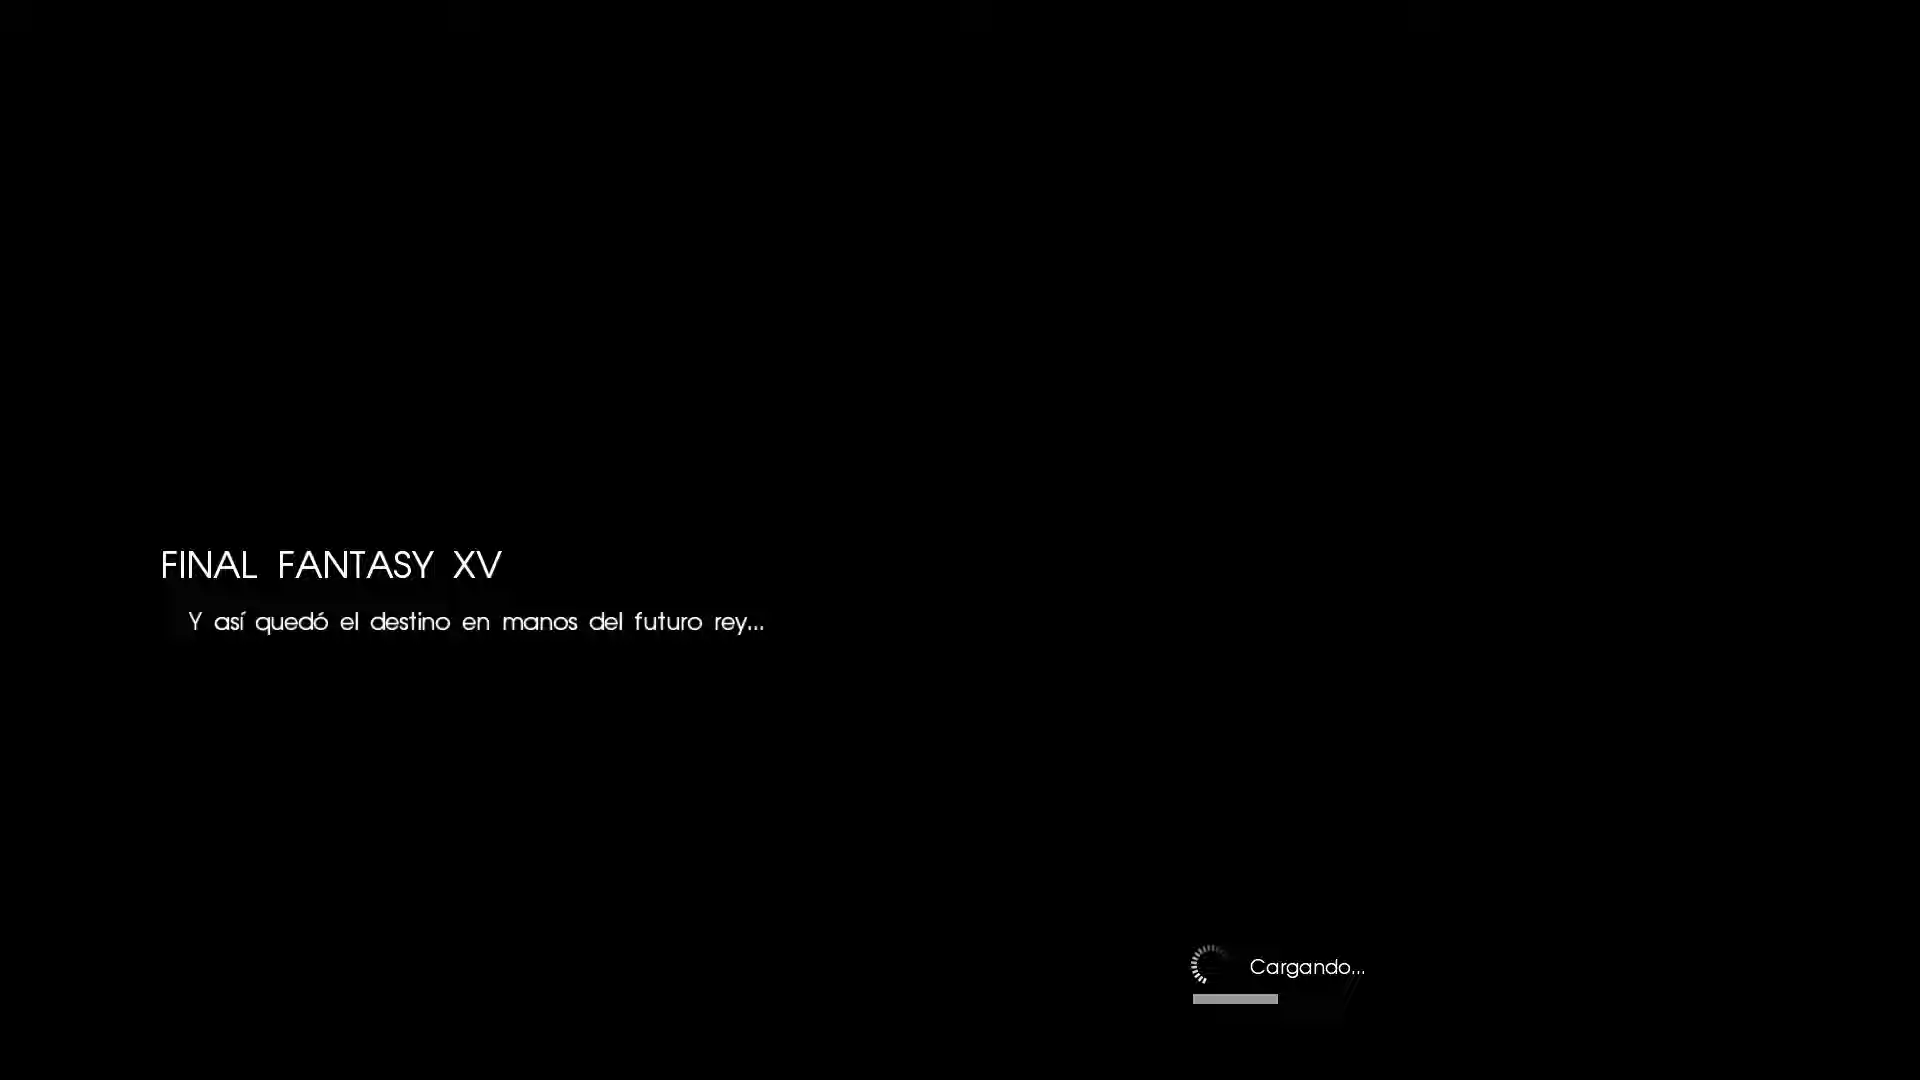 FINAL FANTASY XV
Y así quedó el destino en manos del futuro rey...
Cargando...